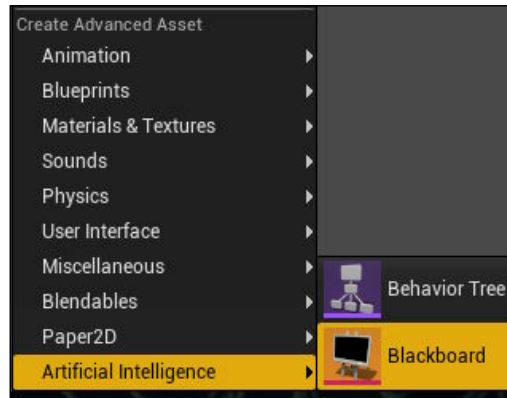 Create Advanced Asset
Animation
Blueprints
Materials & Textures
Sounds
Physics
User Interface
Miscellaneous
Blendables
Paper2D
Artificial Intelligence
Behavior Tree
Blackboard